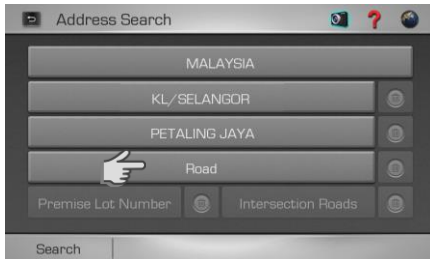 Address Search
?
MALAYSIA
KL/SELANGOR
PETALING JAYA
Road
Premise Lot Number Intersection Roads
Search